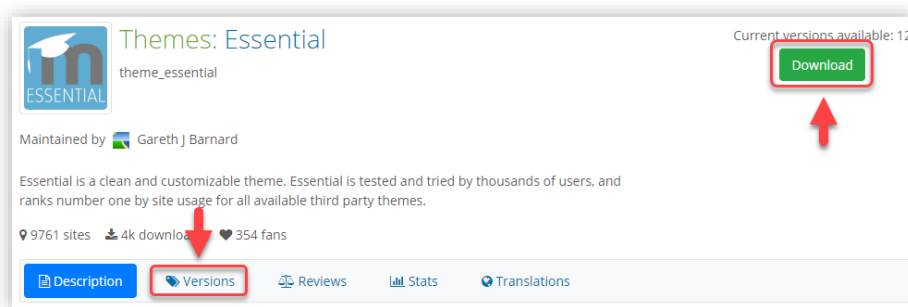 Themes: Essential
Current versions available: 12
theme_essential
Download
ESSENTIAL
Maintained by Gareth J Barnard
Essential is a clean and customizable theme. Essential is tested and tried by thousands of users, and
ranks number one by site usage for all available third party themes.
9761 sites 4k 354 fans
Description Versions Reviews Stats Translations